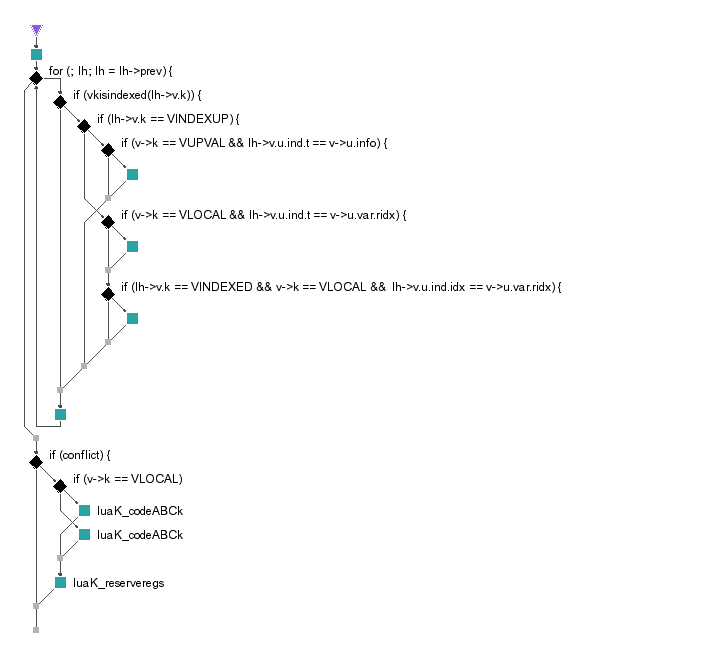 for (; lh; lh = lh->prev) {
if (vkisindexed(lh->v.k)) {
if (lh->v.k == VINDEXUP) {
if (v->k == VUPVAL && lh->v.u.ind.t == v->u.info) {
if (v->k == VLOCAL && lh->v.u.ind.t == v->u.var.ridx) {
if (lh->v.k == VINDEXED && v->k == VLOCAL && lh->v.u.ind.idx == v->u.var.ridx) {
if (conflict) {
if (v->k == VLOCAL)
luaK_codeABCk
luaK_codeABCk
luaK_reserveregs